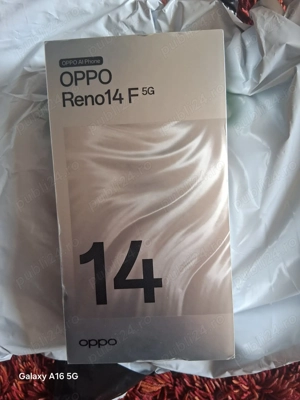 OPPO AI Phone
OPPO
Reno14 F 5G
14
oppo
Galaxy A16 5G